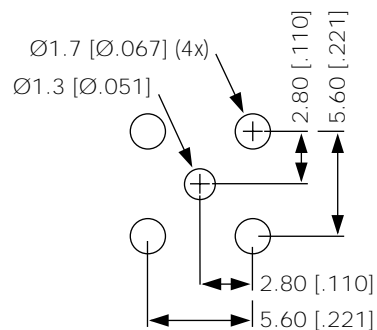 Ø1.7 [Ø.067] (4x)
Ø1.3 [Ø.051]
2.80 [.110]
5.60 [.221]
2.80 [.110]
5.60 [.221]